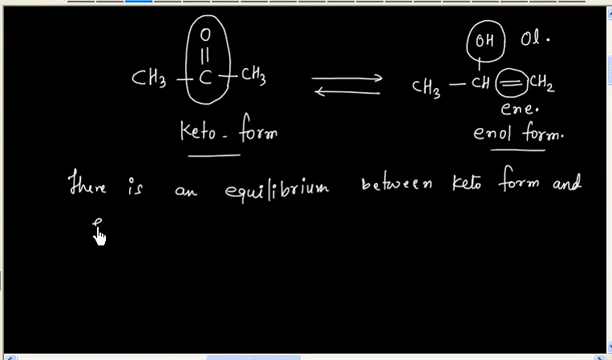 O OH Ol.
||
CH3 — C — CH3 ⇌ CH3 — CH = CH2
ene.
Keto - form enol form.
There is an equilibrium between keto form and
e